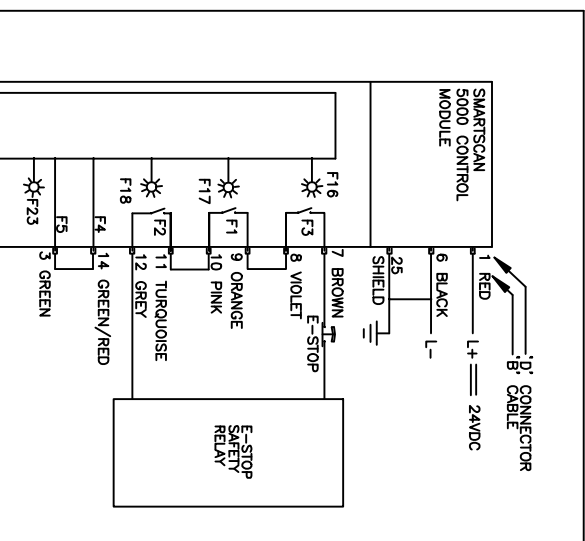 SMARTSCAN
5000 CONTROL
MODULE
'D' CONNECTOR
'B' CABLE
1 RED
L+
24VDC
6 BLACK
L-
25
SHIELD
F16
F3
7 BROWN
E-STOP
8 VIOLET
F17
F1
9 ORANGE
10 PINK
F18
F2
11 TURQUOISE
12 GREY
E-STOP
SAFETY
RELAY
F4
14 GREEN/RED
F23
F5
3 GREEN